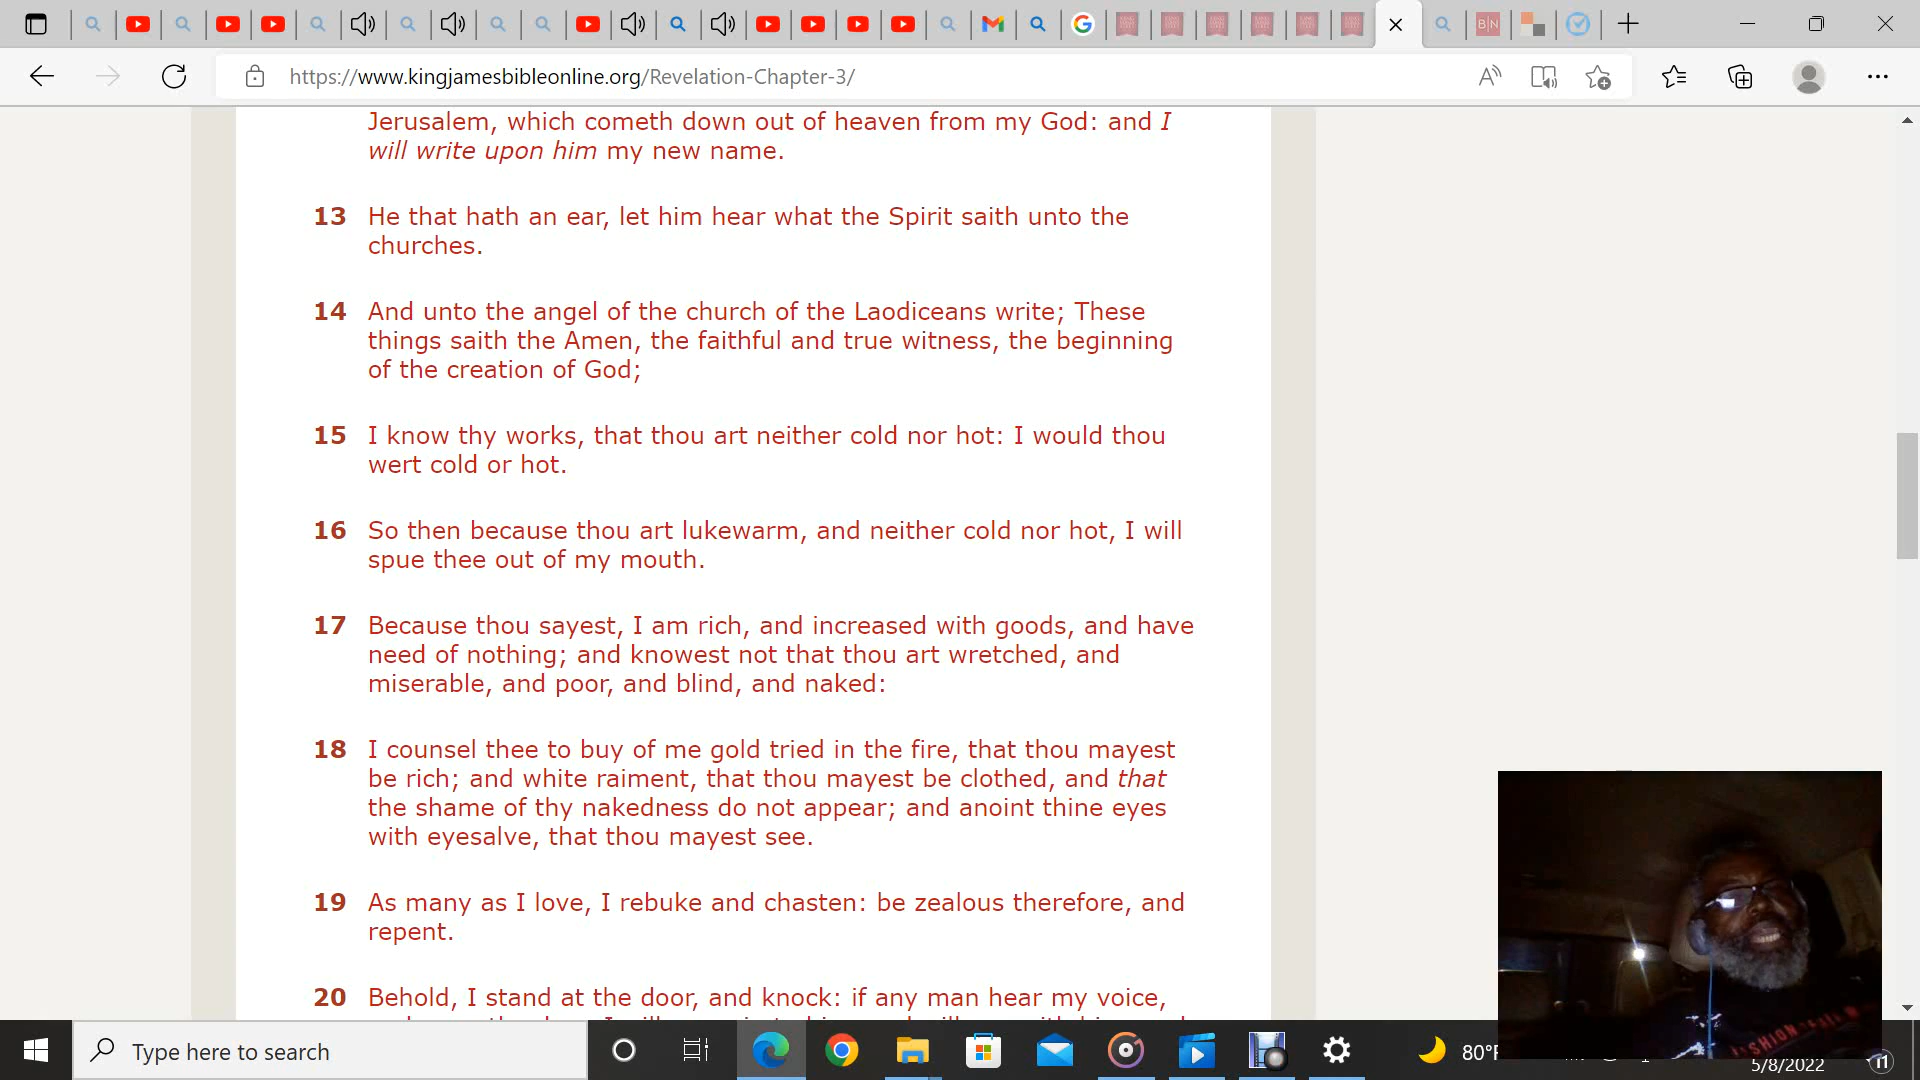 https://www.kingjamesbibleonline.org/Revelation-Chapter-3/
Jerusalem, which cometh down out of heaven from my God: and I
will write upon him my new name.
13 He that hath an ear, let him hear what the Spirit saith unto the
churches.
14 And unto the angel of the church of the Laodiceans write; These
things saith the Amen, the faithful and true witness, the beginning
of the creation of God;
15 I know thy works, that thou art neither cold nor hot: I would thou
wert cold or hot.
16 So then because thou art lukewarm, and neither cold nor hot, I will
spue thee out of my mouth.
17 Because thou sayest, I am rich, and increased with goods, and have
need of nothing; and knowest not that thou art wretched, and
miserable, and poor, and blind, and naked:
18 I counsel thee to buy of me gold tried in the fire, that thou mayest
be rich; and white raiment, that thou mayest be clothed, and that
the shame of thy nakedness do not appear; and anoint thine eyes
with eyesalve, that thou mayest see.
19 As many as I love, I rebuke and chasten: be zealous therefore, and
repent.
20 Behold, I stand at the door, and knock: if any man hear my voice,
Type here to search
80°F
5/8/2022